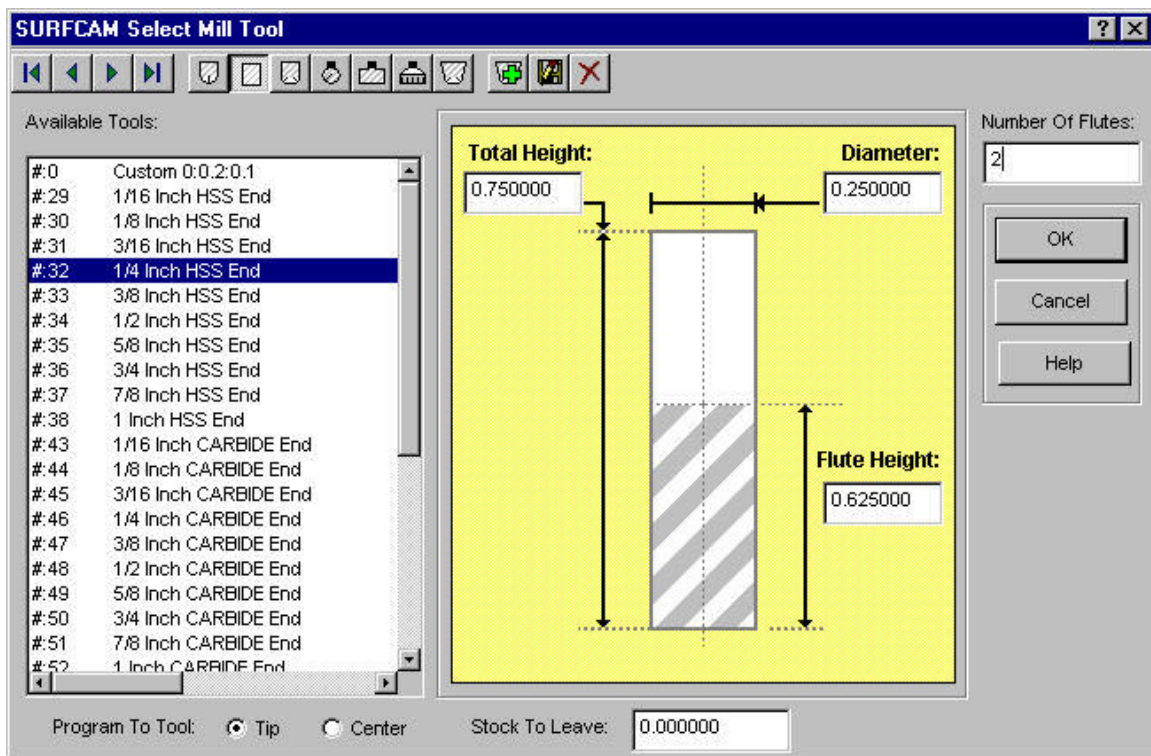 SURFCAM Select Mill Tool
Available Tools:
#:0 Custom 0:0.2:0.1
#:29 1/16 Inch HSS End
#:30 1/8 Inch HSS End
#:31 3/16 Inch HSS End
#:32 1/4 Inch HSS End
#:33 3/8 Inch HSS End
#:34 1/2 Inch HSS End
#:35 5/8 Inch HSS End
#:36 3/4 Inch HSS End
#:37 7/8 Inch HSS End
#:38 1 Inch HSS End
#:43 1/16 Inch CARBIDE End
#:44 1/8 Inch CARBIDE End
#:45 3/16 Inch CARBIDE End
#:46 1/4 Inch CARBIDE End
#:47 3/8 Inch CARBIDE End
#:48 1/2 Inch CARBIDE End
#:49 5/8 Inch CARBIDE End
#:50 3/4 Inch CARBIDE End
#:51 7/8 Inch CARBIDE End
#:52 1 Inch CARBIDE End
Total Height:
0.750000
Diameter:
0.250000
Flute Height:
0.625000
Number Of Flutes:
2
OK
Cancel
Help
Program To Tool: Tip Center
Stock To Leave: 0.000000